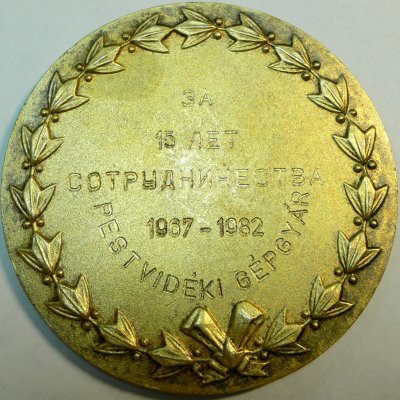 ЗА
15 ЛЕТ
СОТРУДНИЧЕСТВА
1967-1982
PESTVIDÉKI GÉPGYÁR